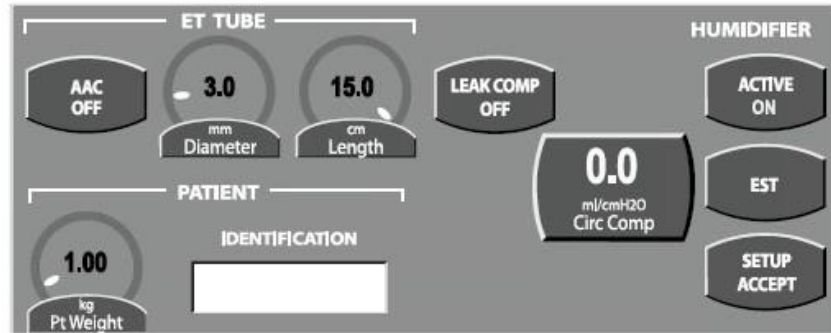 ET TUBE
HUMIDIFIER
AAC
OFF
3.0
mm
Diameter
15.0
cm
Length
LEAK COMP
OFF
ACTIVE
ON
0.0
ml/cmH2O
Circ Comp
EST
PATIENT
1.00
kg
Pt Weight
IDENTIFICATION
SETUP
ACCEPT